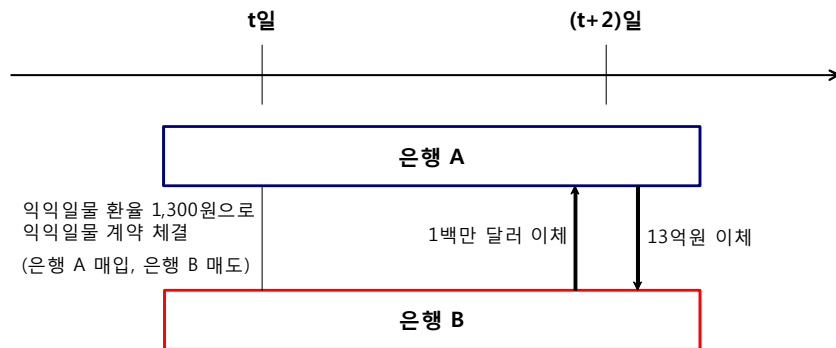 t일
(t+2)일
은행 A
익익일물 환율 1,300원으로
익익일물 계약 체결
(은행 A 매입, 은행 B 매도)
1백만 달러 이체
13억원 이체
은행 B